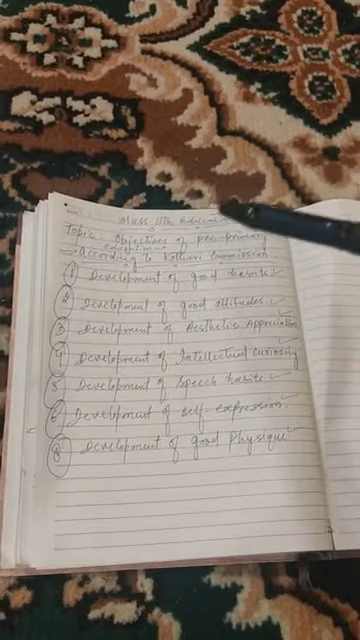 Class 11th Education
Topic Objectives of pre-primary
education
→ According to Kothari Commission
① Development of good habits ✓
② Development of good attitudes ✓
③ Development of Aesthetic Appreciation
④ Development of Intellectual curiosity
⑤ Development of Speech habits ✓
⑥ Development of self-expression ✓
⑧ Development of good Physique ✓